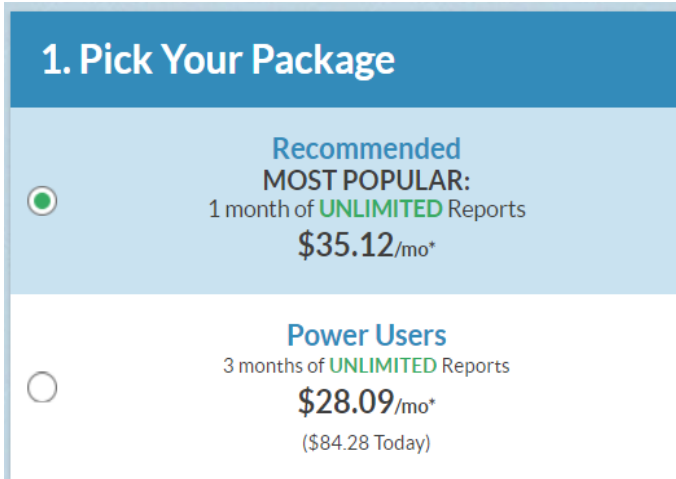 1. Pick Your Package
Recommended
MOST POPULAR:
1 month of UNLIMITED Reports
$35.12/mo*
Power Users
3 months of UNLIMITED Reports
$28.09/mo*
($84.28 Today)